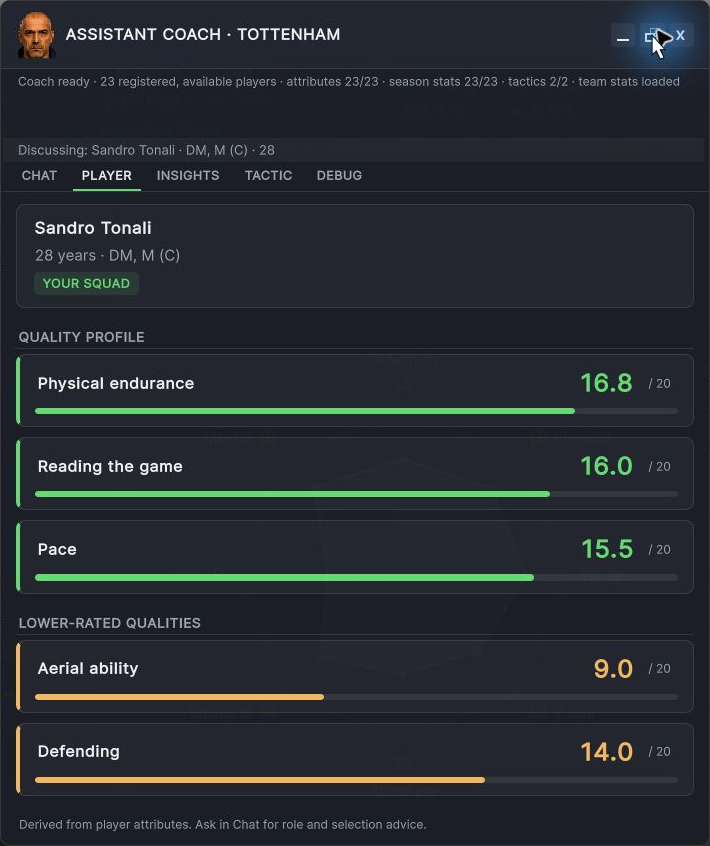 ASSISTANT COACH · TOTTENHAM
X
Coach ready · 23 registered, available players · attributes 23/23 · season stats 23/23 · tactics 2/2 · team stats loaded
Discussing: Sandro Tonali · DM, M (C) · 28
CHAT PLAYER INSIGHTS TACTIC DEBUG
Sandro Tonali
28 years · DM, M (C)
YOUR SQUAD
QUALITY PROFILE
Physical endurance 16.8 / 20
Reading the game 16.0 / 20
Pace 15.5 / 20
LOWER-RATED QUALITIES
Aerial ability 9.0 / 20
Defending 14.0 / 20
Derived from player attributes. Ask in Chat for role and selection advice.